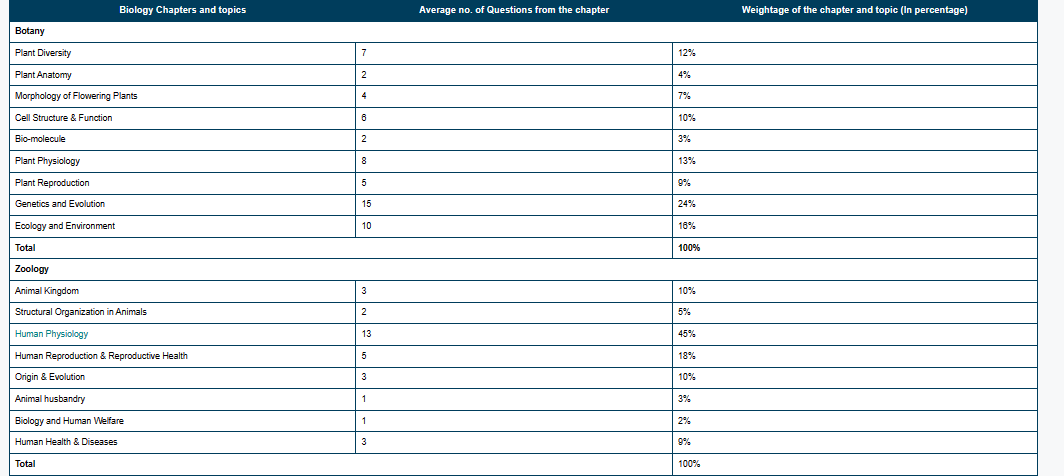 Biology Chapters and topics Average no. of Questions from the chapter Weightage of the chapter and topic (In percentage)
Botany
Plant Diversity 7 12%
Plant Anatomy 2 4%
Morphology of Flowering Plants 4 7%
Cell Structure & Function 6 10%
Bio-molecule 2 3%
Plant Physiology 8 13%
Plant Reproduction 5 9%
Genetics and Evolution 15 24%
Ecology and Environment 10 16%
Total 100%
Zoology
Animal Kingdom 3 10%
Structural Organization in Animals 2 5%
Human Physiology 13 45%
Human Reproduction & Reproductive Health 5 18%
Origin & Evolution 3 10%
Animal husbandry 1 3%
Biology and Human Welfare 1 2%
Human Health & Diseases 3 9%
Total 100%